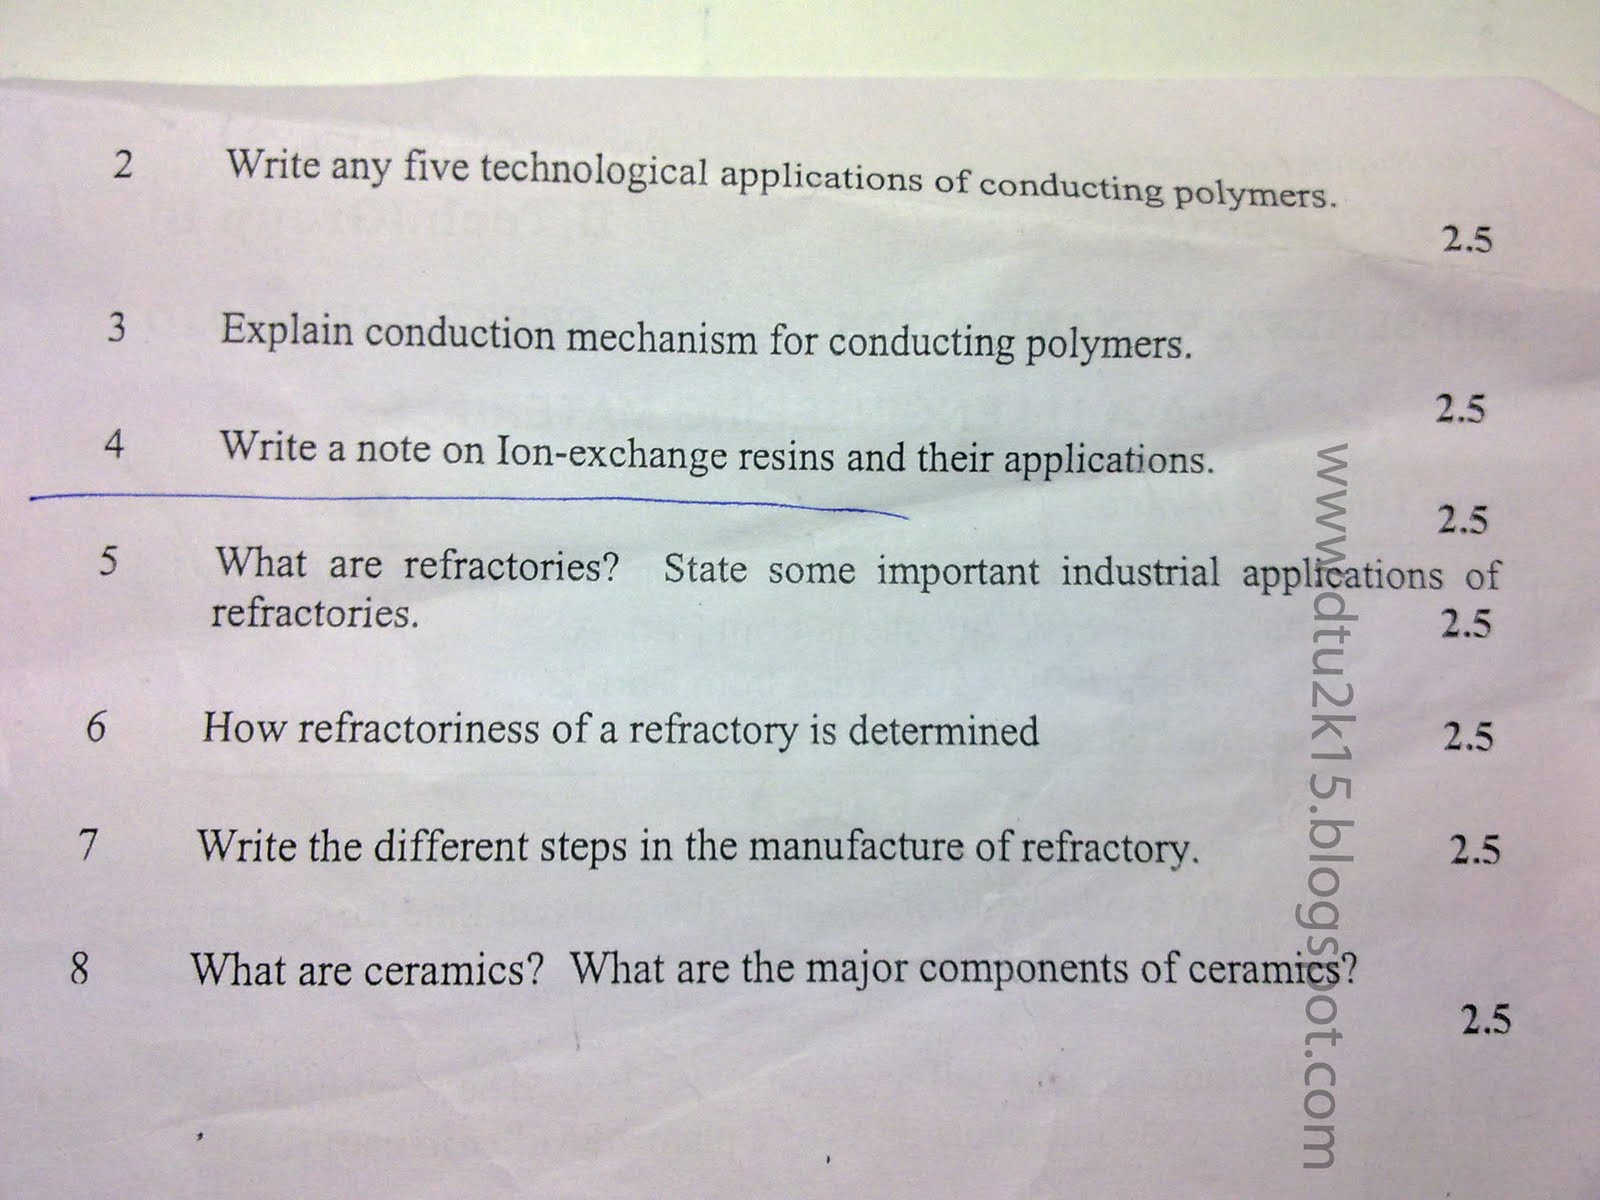 2 Write any five technological applications of conducting polymers.
2.5
3 Explain conduction mechanism for conducting polymers.
2.5
4 Write a note on Ion-exchange resins and their applications.
2.5
5 What are refractories? State some important industrial applications of
refractories.
2.5
6 How refractoriness of a refractory is determined 2.5
7 Write the different steps in the manufacture of refractory. 2.5
8 What are ceramics? What are the major components of ceramics?
2.5
www.dtu2k15.blogspot.com